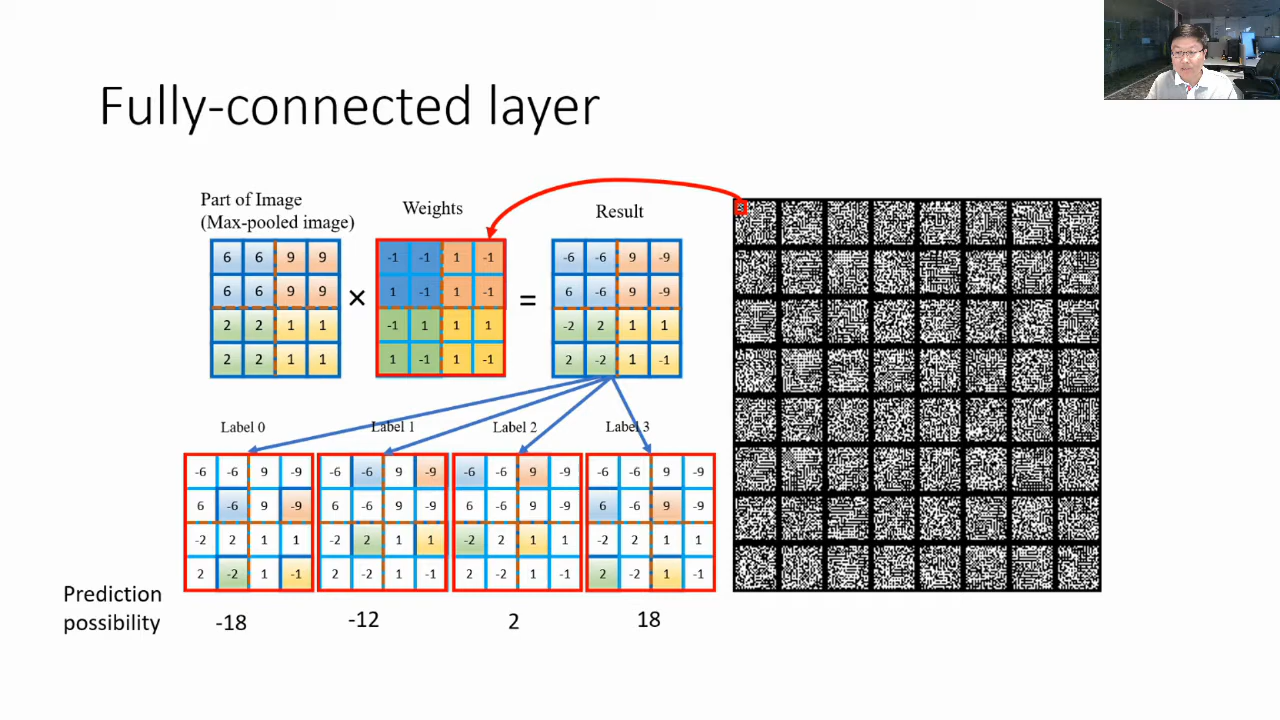 Fully-connected layer
Part of Image
(Max-pooled image)
Weights
Result
6 6 9 9
6 6 9 9
2 2 1 1
2 2 1 1
×
-1 -1 1 -1
1 -1 1 -1
-1 1 1 1
1 -1 1 -1
=
-6 -6 9 -9
6 -6 9 -9
-2 2 1 1
2 -2 1 -1
Label 0
Label 1
Label 2
Label 3
-6 -6 9 -9
6 -6 9 -9
-2 2 1 1
2 -2 1 -1
-6 -6 9 -9
6 -6 9 -9
-2 2 1 1
2 -2 1 -1
-6 -6 9 -9
6 -6 9 -9
-2 2 1 1
2 -2 1 -1
-6 -6 9 -9
6 -6 9 -9
-2 2 1 1
2 -2 1 -1
Prediction
possibility
-18
-12
2
18